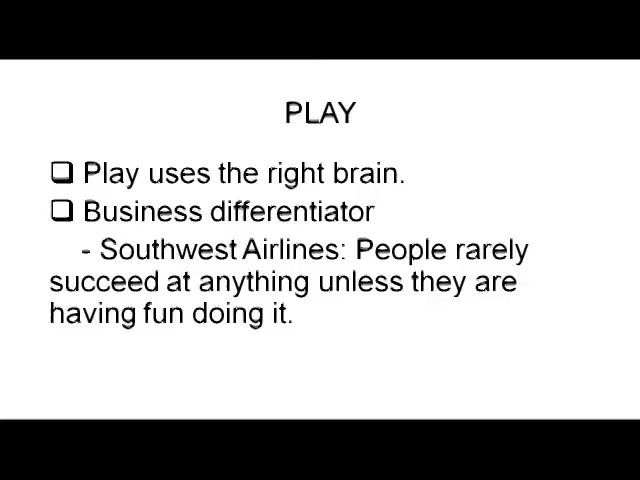 PLAY
❑ Play uses the right brain.
❑ Business differentiator
- Southwest Airlines: People rarely
succeed at anything unless they are
having fun doing it.